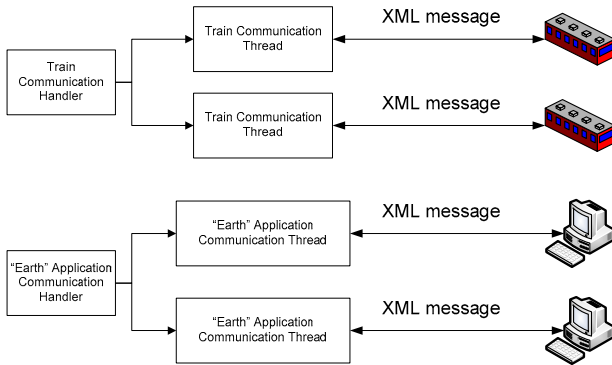 XML message
Train Communication
Thread
Train
Communication
Handler
XML message
Train Communication
Thread
XML message
“Earth” Application
Communication Thread
“Earth” Application
Communication
Handler
XML message
“Earth” Application
Communication Thread